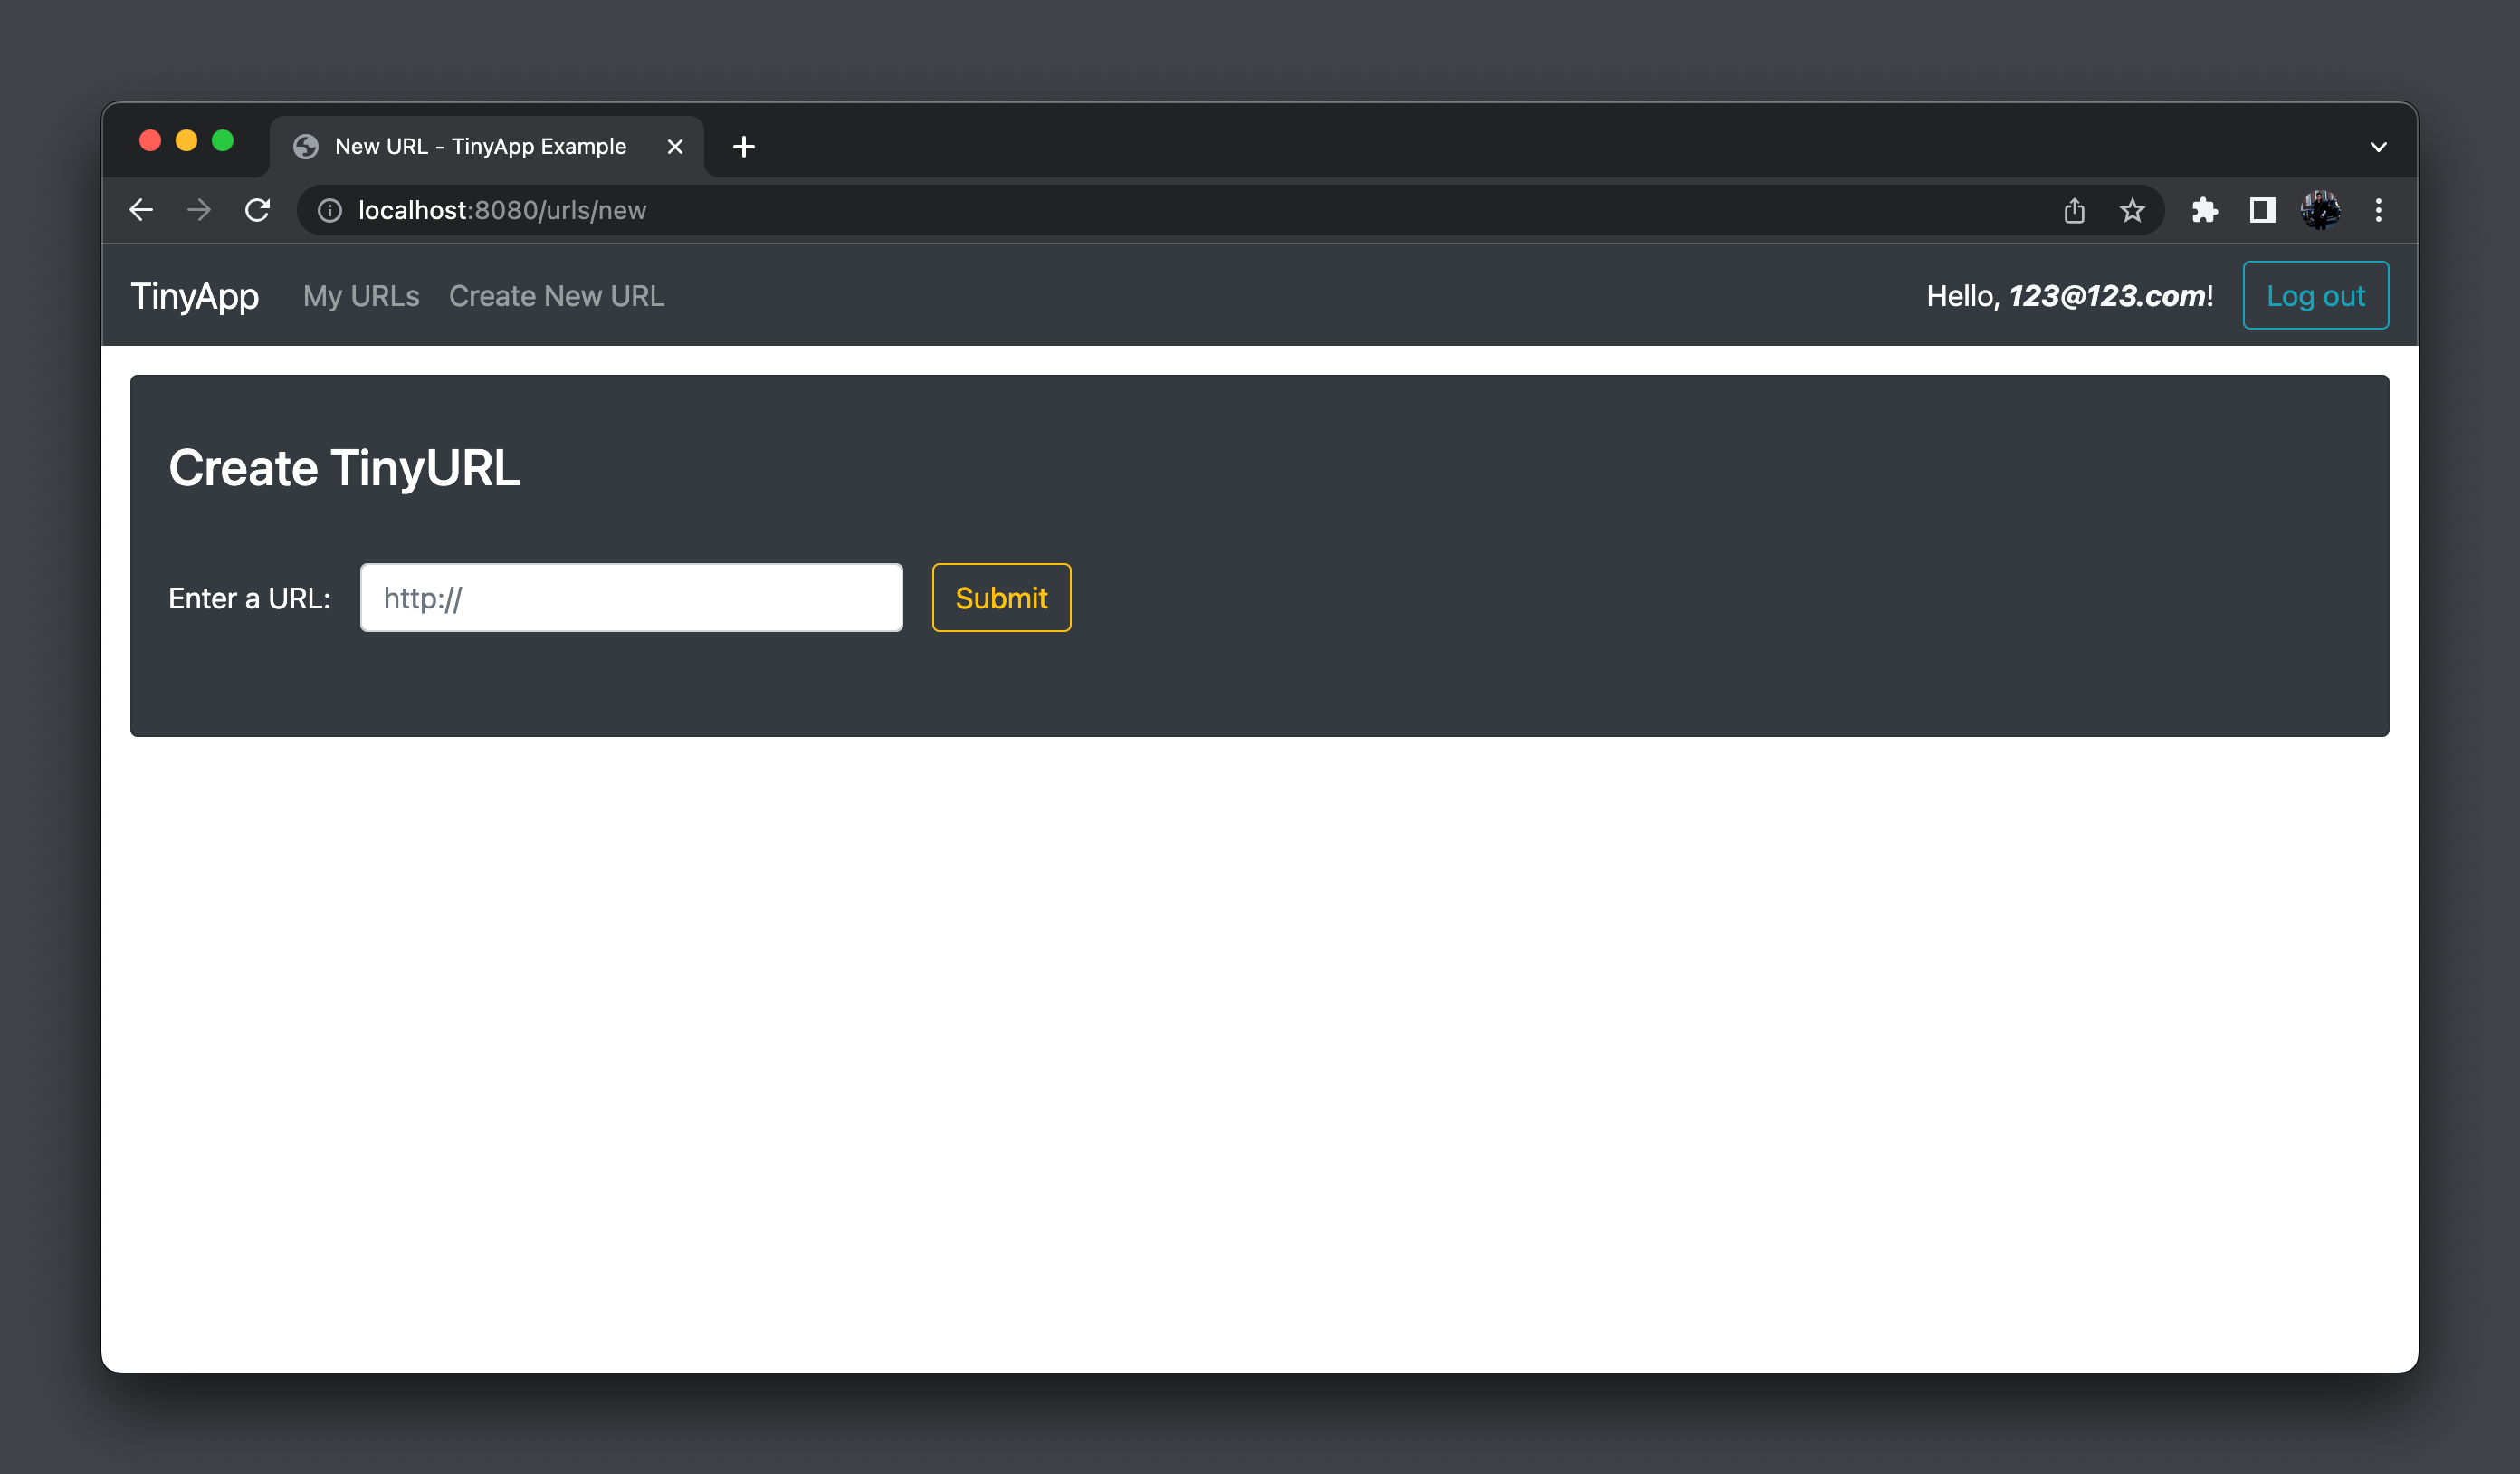 New URL - TinyApp Example
localhost:8080/urls/new
TinyApp My URLs Create New URL Hello, 123@123.com! Log out
Create TinyURL
Enter a URL: http:// Submit